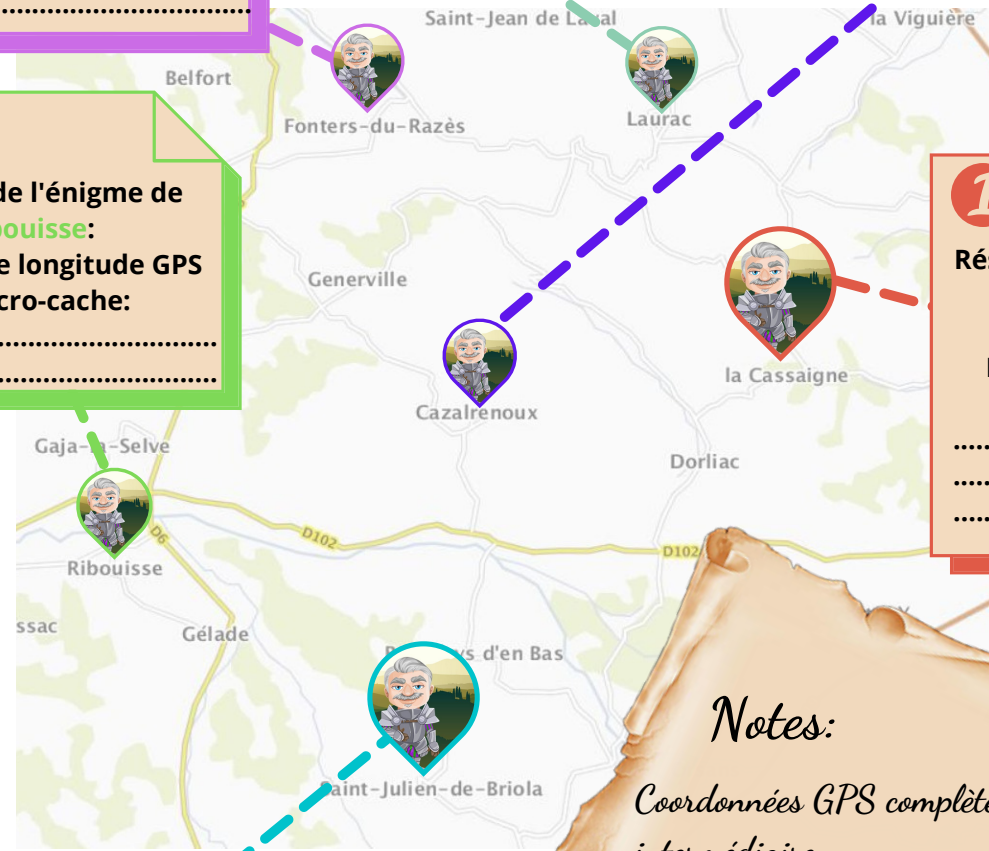 Saint-Jean de Laval
la Viguière
Belfort
Fonters-du-Razès
Laurac
de l'énigme de
bouisse:
e longitude GPS
cro-cache:
Rés
Generville
la Cassaigne
Cazalrenoux
Gaja-la-Selve
Dorliac
D6
D102
D102
Ribouisse
ssac
Gélade
ys d'en Bas
Saint-Julien-de-Briola
Notes:
Coordonnées GPS complète